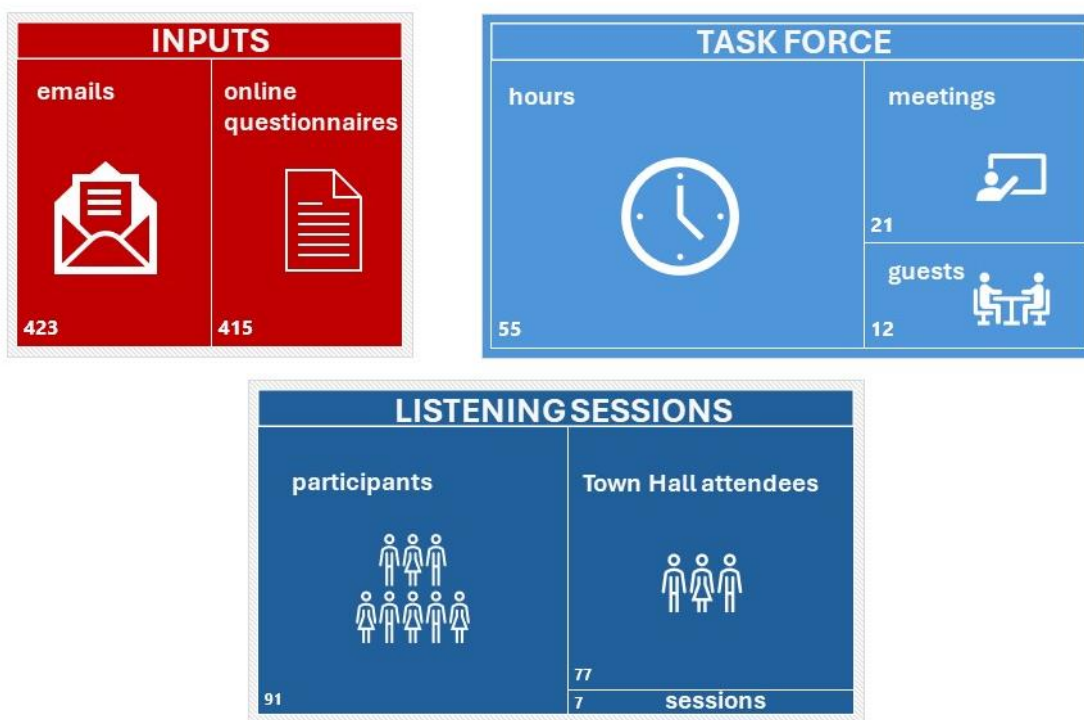 INPUTS
emails
online
questionnaires
423
415
TASK FORCE
hours
55
meetings
21
guests
12
LISTENING SESSIONS
participants
91
Town Hall attendees
77
7
sessions